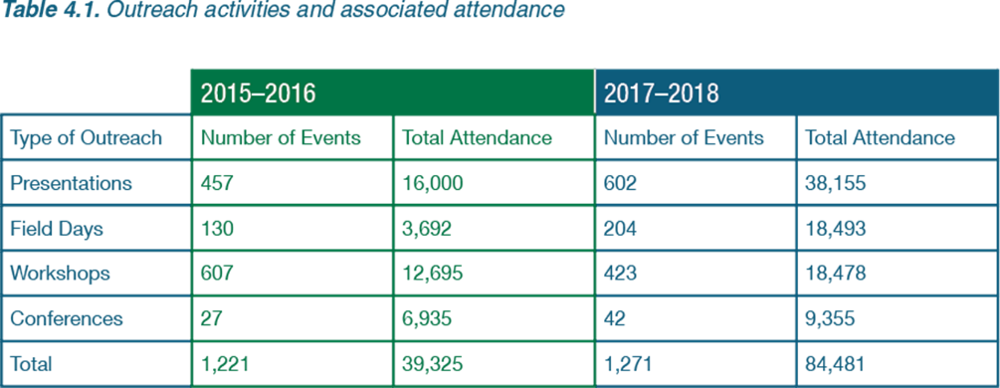 Table 4.1. Outreach activities and associated attendance
2015–2016 2017–2018
Type of Outreach Number of Events Total Attendance Number of Events Total Attendance
Presentations 457 16,000 602 38,155
Field Days 130 3,692 204 18,493
Workshops 607 12,695 423 18,478
Conferences 27 6,935 42 9,355
Total 1,221 39,325 1,271 84,481